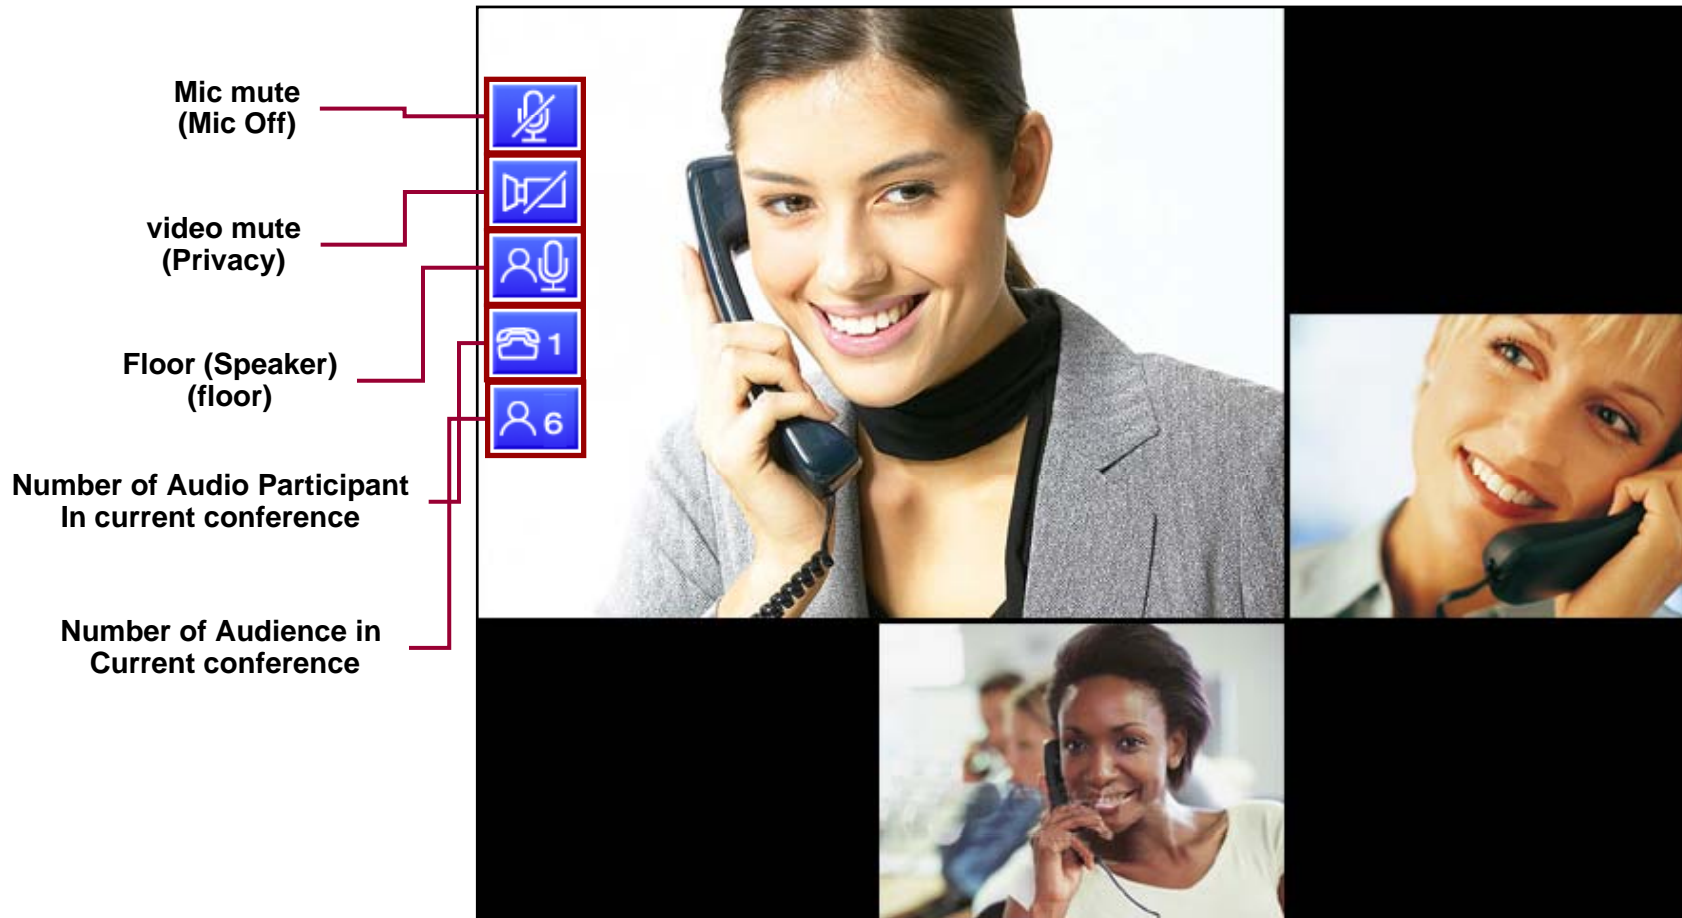 Mic mute
(Mic Off)
video mute
(Privacy)
Floor (Speaker)
(floor)
Number of Audio Participant
In current conference
Number of Audience in
Current conference
1
6